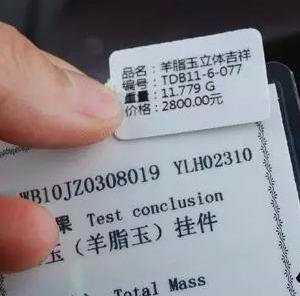 品名：羊脂玉立体吉祥
编号：TDB11-6-077
重量：11.779 G
价格：2800.00元
WB10JZ0308019 YLH02310
果 Test conclusion
玉（羊脂玉）挂件
Total Mass